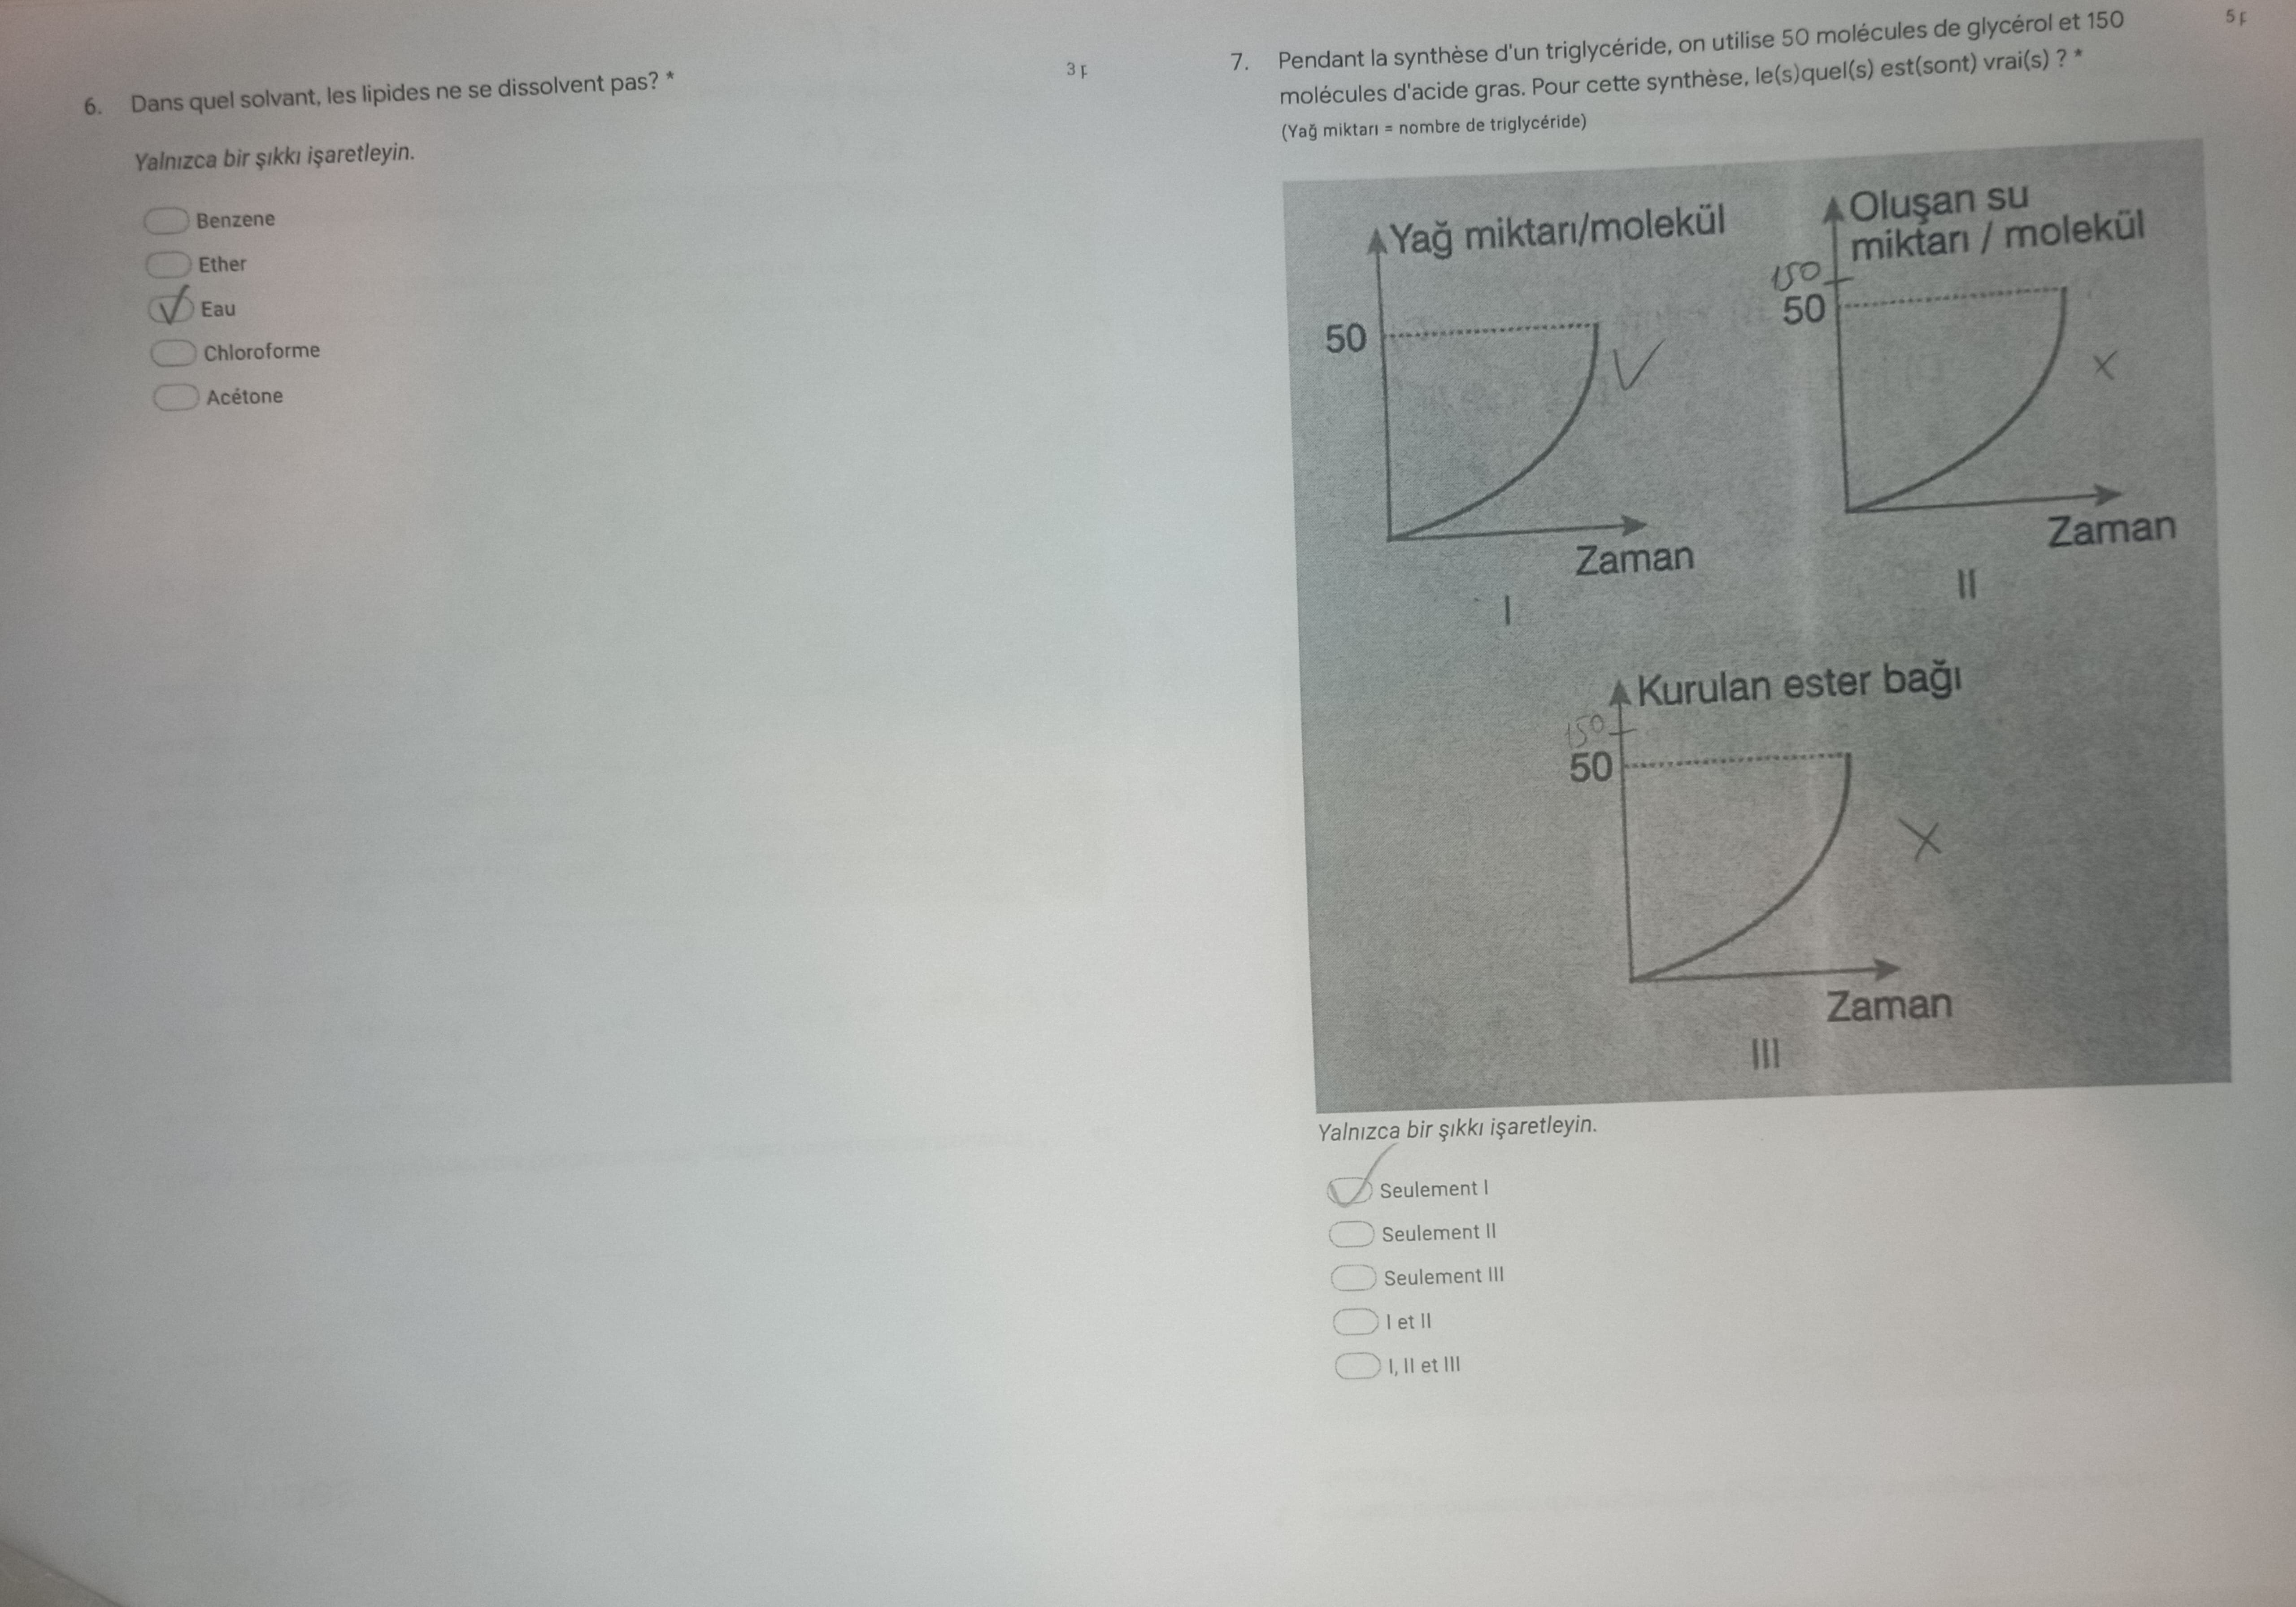 6. Dans quel solvant, les lipides ne se dissolvent pas? *
3 p
Yalnızca bir şıkkı işaretleyin.
Benzene
Ether
Eau
Chloroforme
Acétone
7. Pendant la synthèse d'un triglycéride, on utilise 50 molécules de glycérol et 150
5 p
molécules d'acide gras. Pour cette synthèse, le(s)quel(s) est(sont) vrai(s) ? *
(Yağ miktarı = nombre de triglycéride)
Yağ miktarı/molekül
50
Zaman
I
Oluşan su
miktarı / molekül
150
50
Zaman
II
Kurulan ester bağı
150
50
Zaman
III
Yalnızca bir şıkkı işaretleyin.
Seulement I
Seulement II
Seulement III
I et II
I, II et III